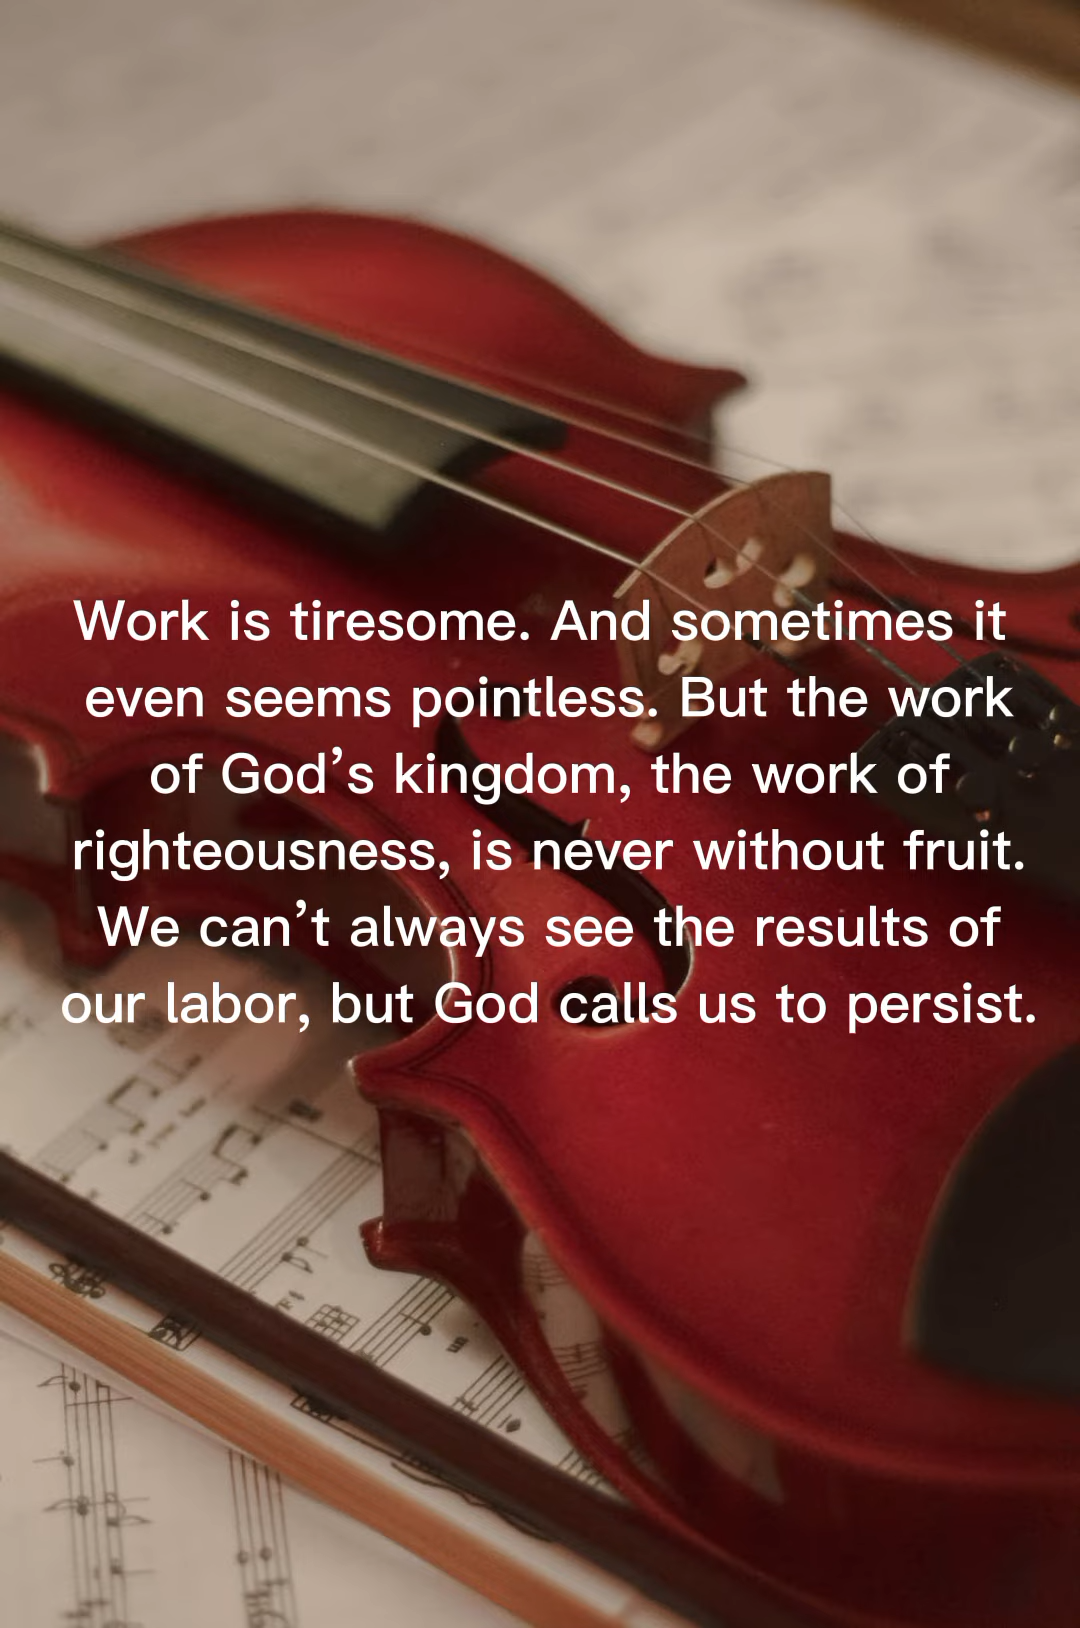 Work is tiresome. And sometimes it
even seems pointless. But the work
of God’s kingdom, the work of
righteousness, is never without fruit.
We can’t always see the results of
our labor, but God calls us to persist.